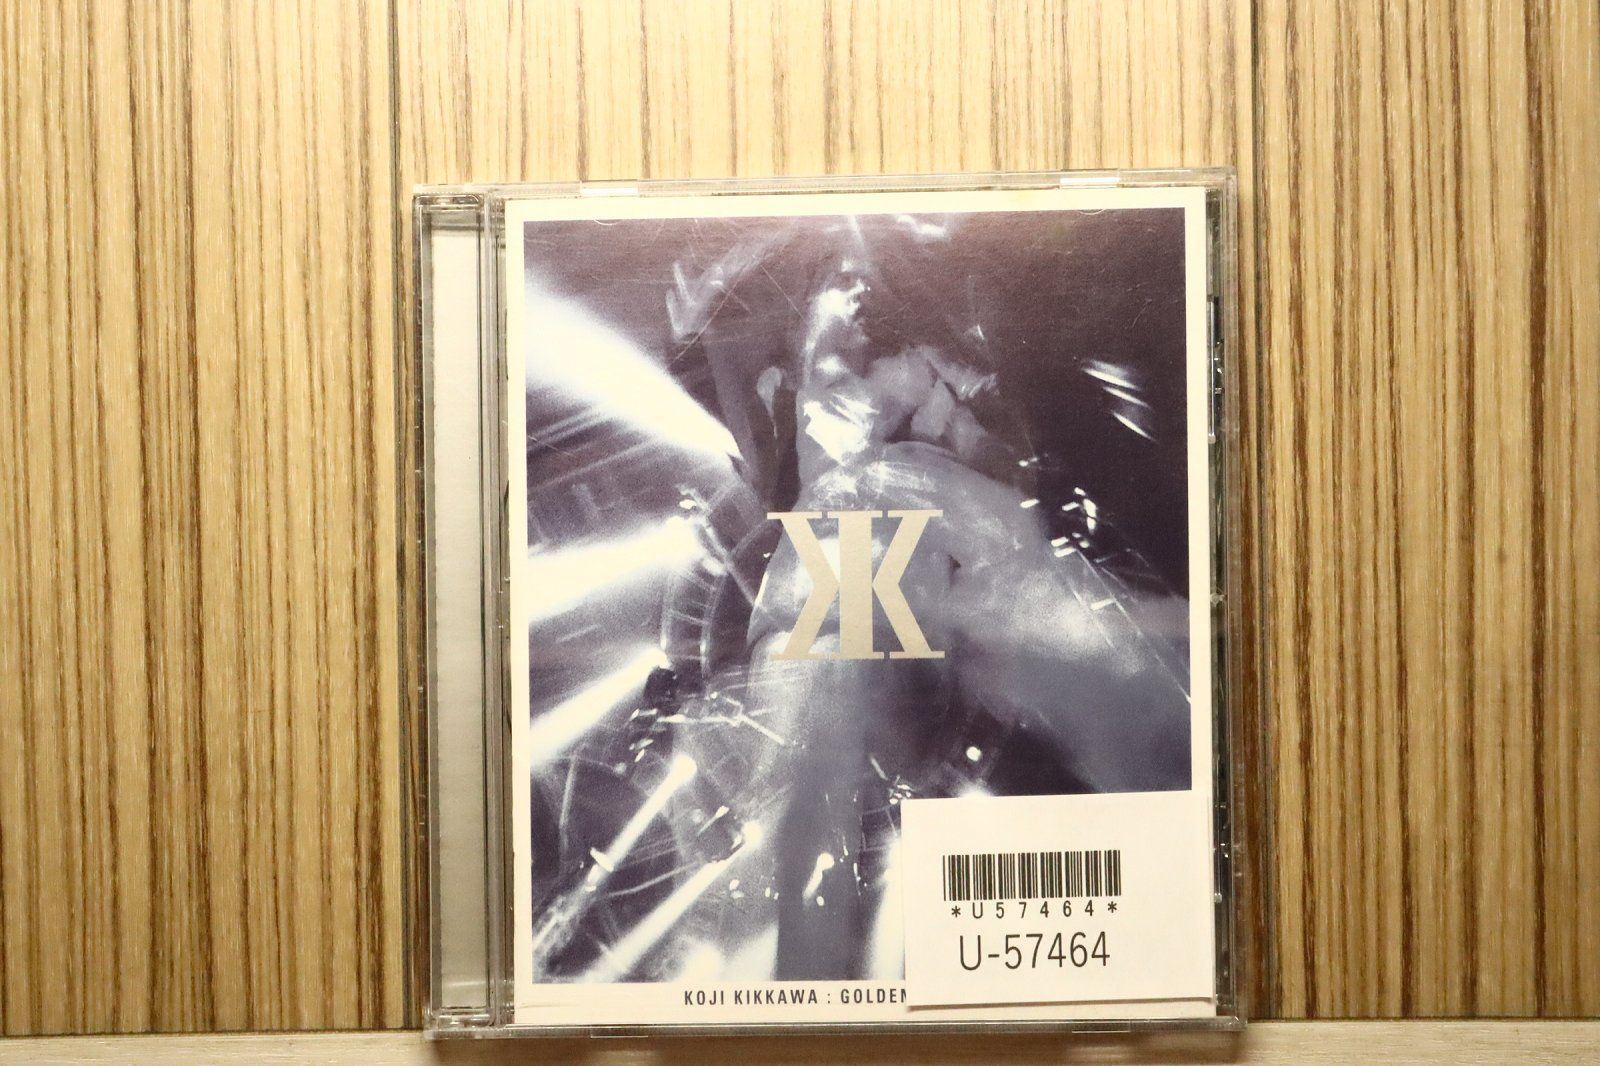 KK
*U57464*
U-57464
KOJI KIKKAWA : GOLDEN